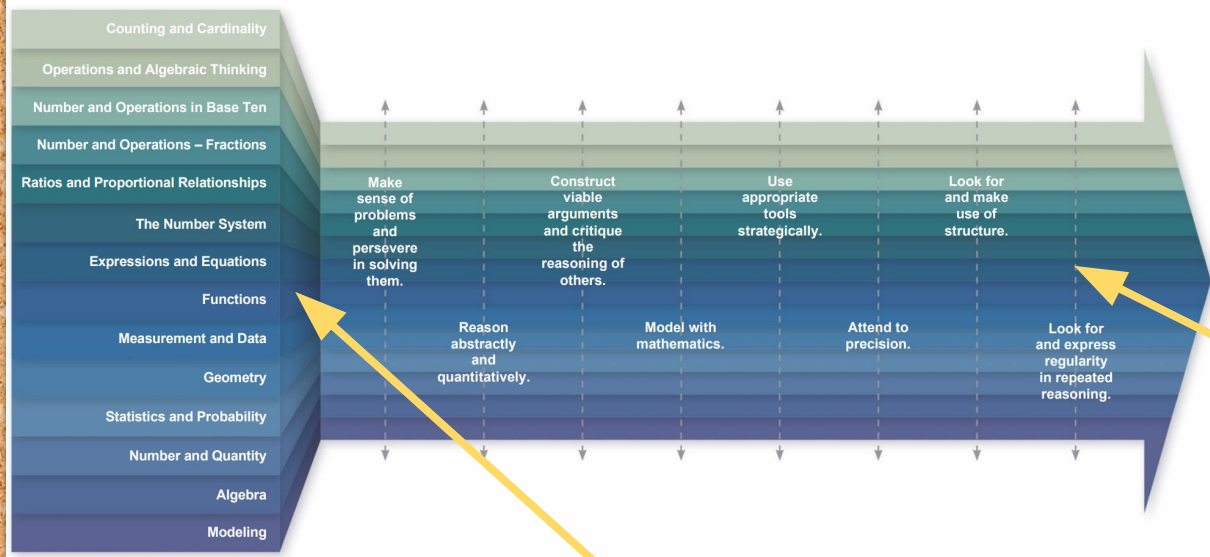 Counting and Cardinality
Operations and Algebraic Thinking
Number and Operations in Base Ten
Number and Operations – Fractions
Ratios and Proportional Relationships
The Number System
Expressions and Equations
Functions
Measurement and Data
Geometry
Statistics and Probability
Number and Quantity
Algebra
Modeling
Make
sense of
problems
and
persevere
in solving
them.
Reason
abstractly
and
quantitatively.
Construct
viable
arguments
and critique
the
reasoning of
others.
Model with
mathematics.
Use
appropriate
tools
strategically.
Attend to
precision.
Look for
and make
use of
structure.
Look for
and express
regularity
in repeated
reasoning.